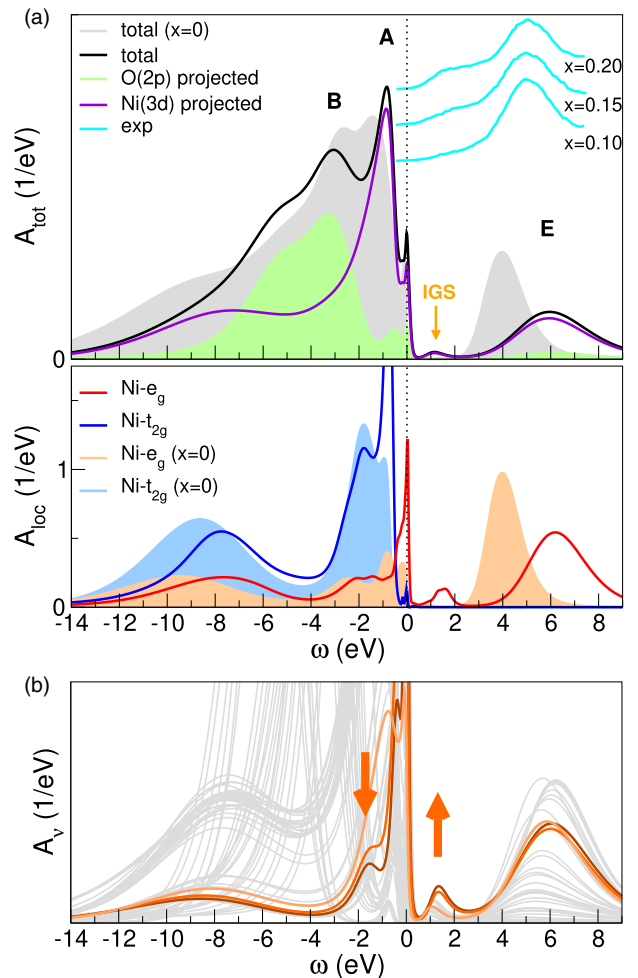 (a)
total (x=0)
total
O(2p) projected
Ni(3d) projected
exp
A
B
x=0.20
x=0.15
x=0.10
E
IGS
A_tot (1/eV)
0
Ni-e_g
Ni-t_2g
Ni-e_g (x=0)
Ni-t_2g (x=0)
A_loc (1/eV)
1
0
-14 -12 -10 -8 -6 -4 -2 0 2 4 6 8
ω (eV)
(b)
A_ν (1/eV)
0
-14 -12 -10 -8 -6 -4 -2 0 2 4 6 8
ω (eV)